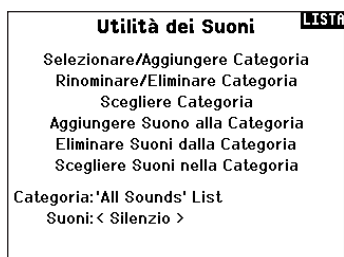 Utilità dei Suoni
LISTA
Selezionare/Aggiungere Categoria
Rinominare/Eliminare Categoria
Scegliere Categoria
Aggiungere Suono alla Categoria
Eliminare Suoni dalla Categoria
Scegliere Suoni nella Categoria
Categoria:'All Sounds' List
Suoni:< Silenzio >